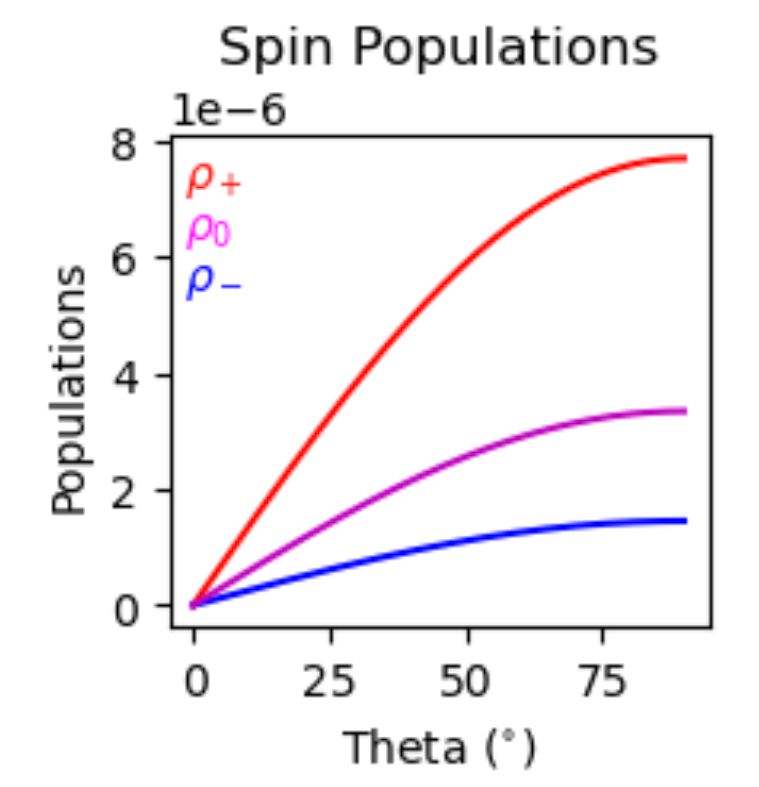 Spin Populations
1e−6
8
6
4
2
0
ρ₊
ρ₀
ρ₋
Populations
0 25 50 75
Theta (°)